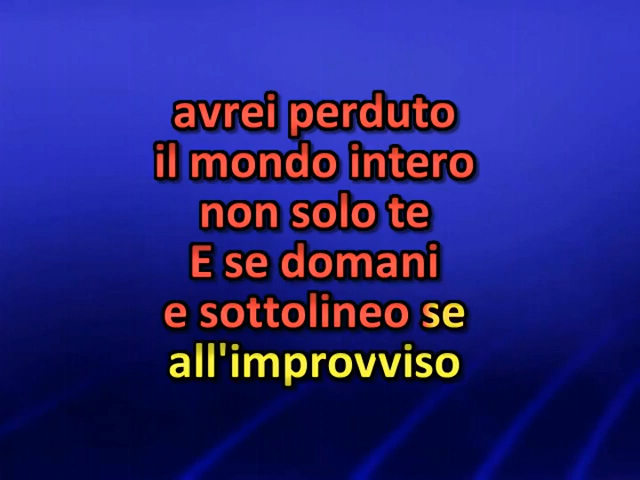 avrei perduto
il mondo intero
non solo te
E se domani
e sottolineo se
all'improvviso